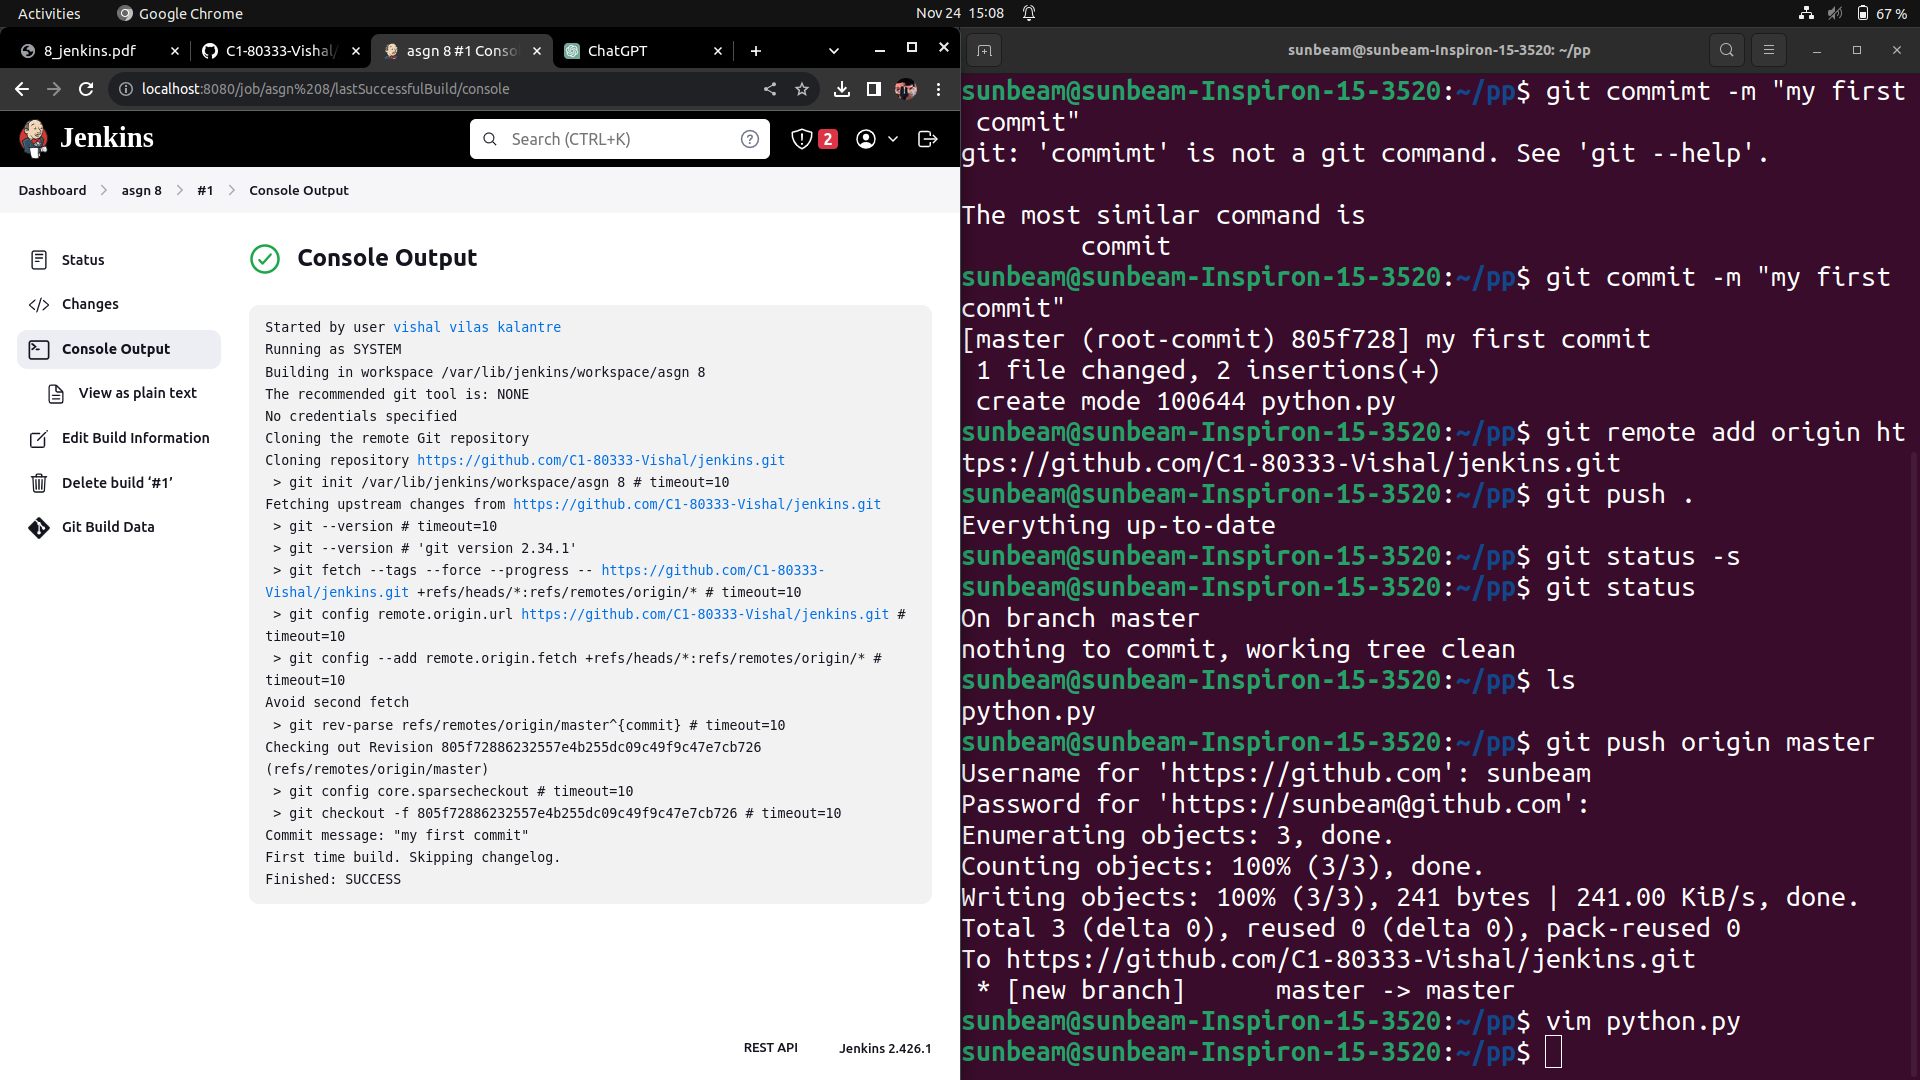 Activities
Google Chrome
Nov 24 15:08
67 %
8_jenkins.pdf
C1-80333-Vishal/
asgn 8 #1 Conso
ChatGPT
localhost:8080/job/asgn%208/lastSuccessfulBuild/console
Jenkins
Search (CTRL+K)
2
Dashboard
asgn 8
#1
Console Output
Status
Changes
Console Output
View as plain text
Edit Build Information
Delete build ‘#1’
Git Build Data
Console Output
Started by user vishal vilas kalantre
Running as SYSTEM
Building in workspace /var/lib/jenkins/workspace/asgn 8
The recommended git tool is: NONE
No credentials specified
Cloning the remote Git repository
Cloning repository https://github.com/C1-80333-Vishal/jenkins.git
 > git init /var/lib/jenkins/workspace/asgn 8 # timeout=10
Fetching upstream changes from https://github.com/C1-80333-Vishal/jenkins.git
 > git --version # timeout=10
 > git --version # 'git version 2.34.1'
 > git fetch --tags --force --progress -- https://github.com/C1-80333-
Vishal/jenkins.git +refs/heads/*:refs/remotes/origin/* # timeout=10
 > git config remote.origin.url https://github.com/C1-80333-Vishal/jenkins.git #
timeout=10
 > git config --add remote.origin.fetch +refs/heads/*:refs/remotes/origin/* #
timeout=10
Avoid second fetch
 > git rev-parse refs/remotes/origin/master^{commit} # timeout=10
Checking out Revision 805f72886232557e4b255dc09c49f9c47e7cb726
(refs/remotes/origin/master)
 > git config core.sparsecheckout # timeout=10
 > git checkout -f 805f72886232557e4b255dc09c49f9c47e7cb726 # timeout=10
Commit message: "my first commit"
First time build. Skipping changelog.
Finished: SUCCESS
REST API
Jenkins 2.426.1
sunbeam@sunbeam-Inspiron-15-3520: ~/pp
sunbeam@sunbeam-Inspiron-15-3520:~/pp$ git commimt -m "my first
 commit"
git: 'commimt' is not a git command. See 'git --help'.
The most similar command is
        commit
sunbeam@sunbeam-Inspiron-15-3520:~/pp$ git commit -m "my first
commit"
[master (root-commit) 805f728] my first commit
 1 file changed, 2 insertions(+)
 create mode 100644 python.py
sunbeam@sunbeam-Inspiron-15-3520:~/pp$ git remote add origin ht
tps://github.com/C1-80333-Vishal/jenkins.git
sunbeam@sunbeam-Inspiron-15-3520:~/pp$ git push .
Everything up-to-date
sunbeam@sunbeam-Inspiron-15-3520:~/pp$ git status -s
sunbeam@sunbeam-Inspiron-15-3520:~/pp$ git status
On branch master
nothing to commit, working tree clean
sunbeam@sunbeam-Inspiron-15-3520:~/pp$ ls
python.py
sunbeam@sunbeam-Inspiron-15-3520:~/pp$ git push origin master
Username for 'https://github.com': sunbeam
Password for 'https://sunbeam@github.com':
Enumerating objects: 3, done.
Counting objects: 100% (3/3), done.
Writing objects: 100% (3/3), 241 bytes | 241.00 KiB/s, done.
Total 3 (delta 0), reused 0 (delta 0), pack-reused 0
To https://github.com/C1-80333-Vishal/jenkins.git
 * [new branch]      master -> master
sunbeam@sunbeam-Inspiron-15-3520:~/pp$ vim python.py
sunbeam@sunbeam-Inspiron-15-3520:~/pp$